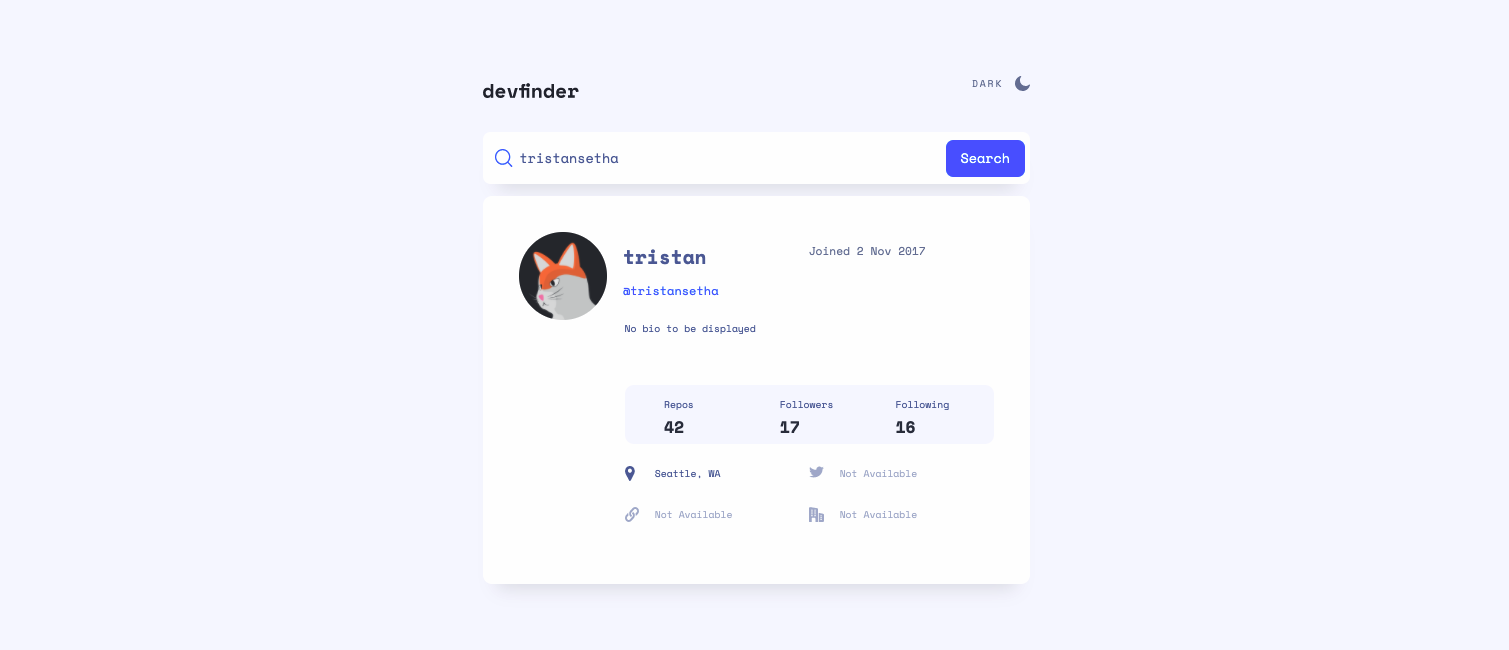 devfinder
DARK
tristansetha
Search
tristan
Joined 2 Nov 2017
@tristansetha
No bio to be displayed
Repos Followers Following
42 17 16
Seattle, WA
Not Available
Not Available
Not Available